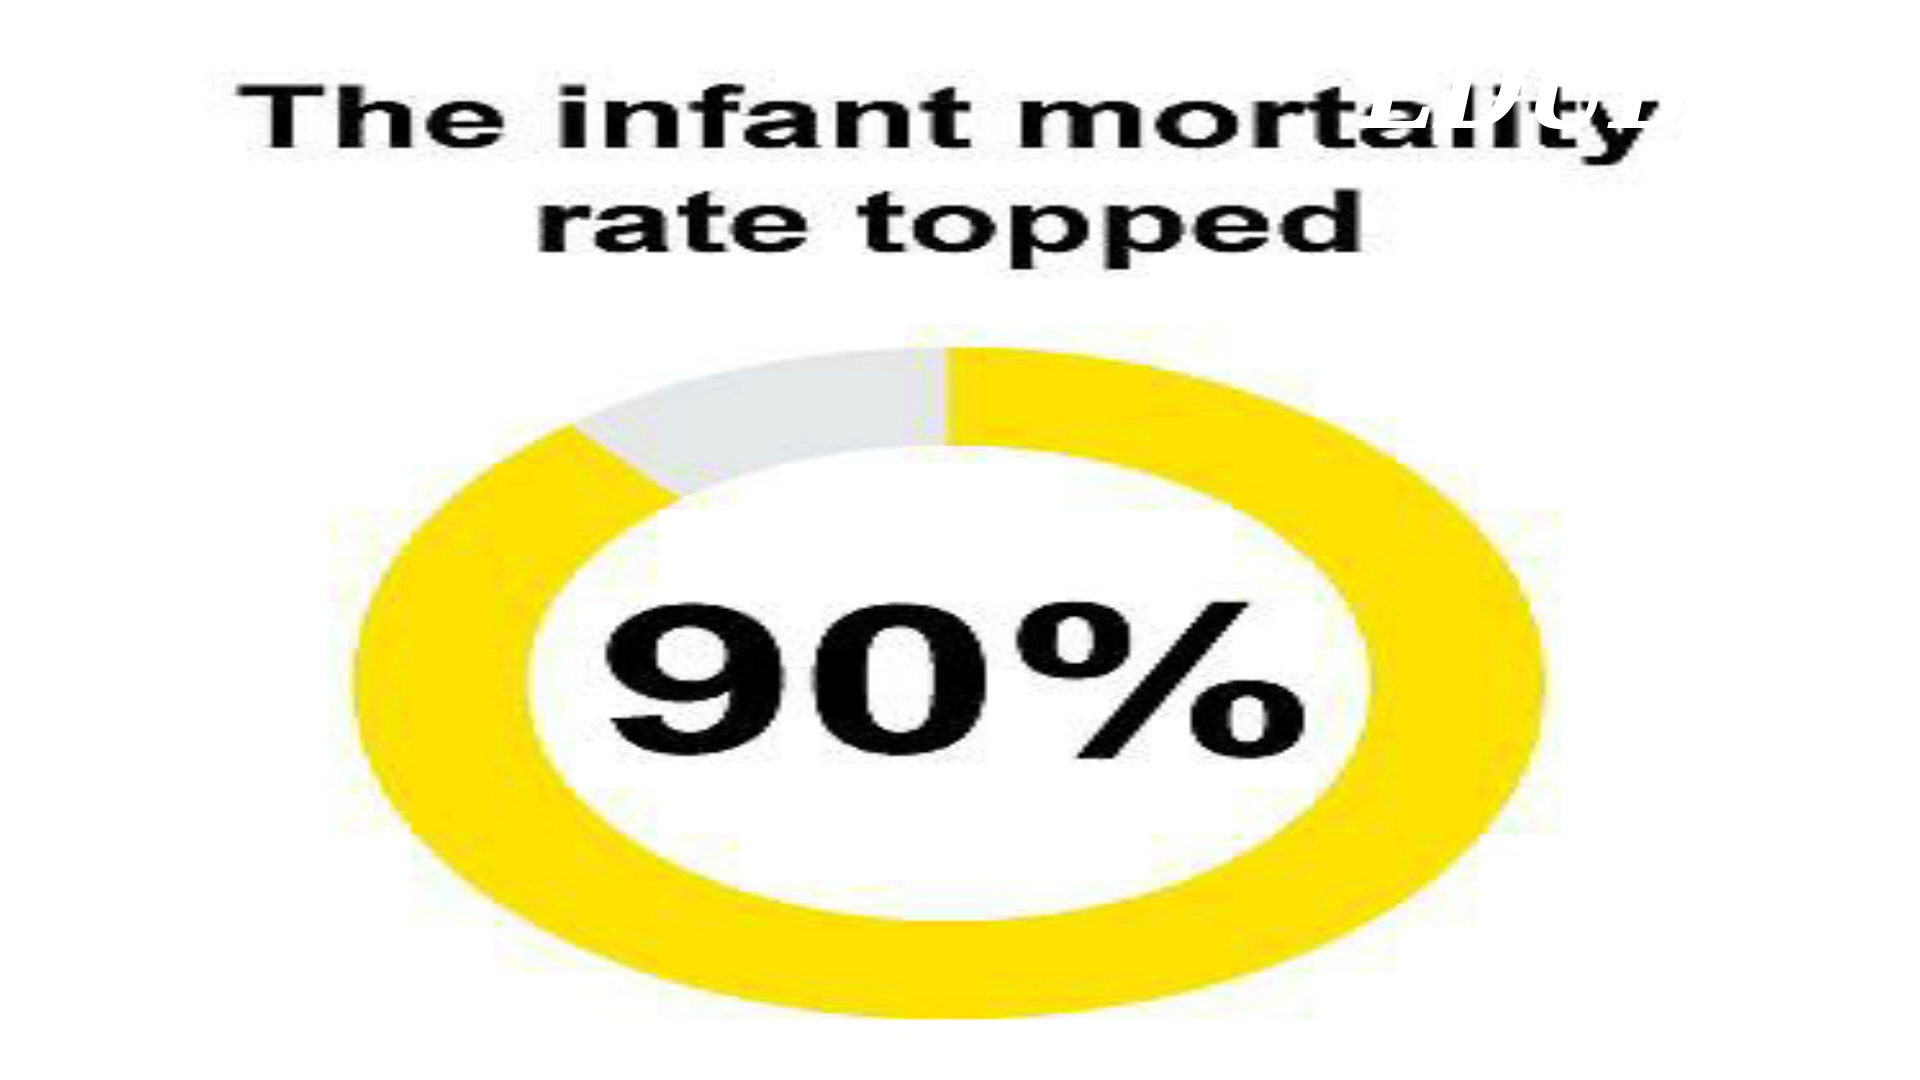 The infant mortality
rate topped
90%